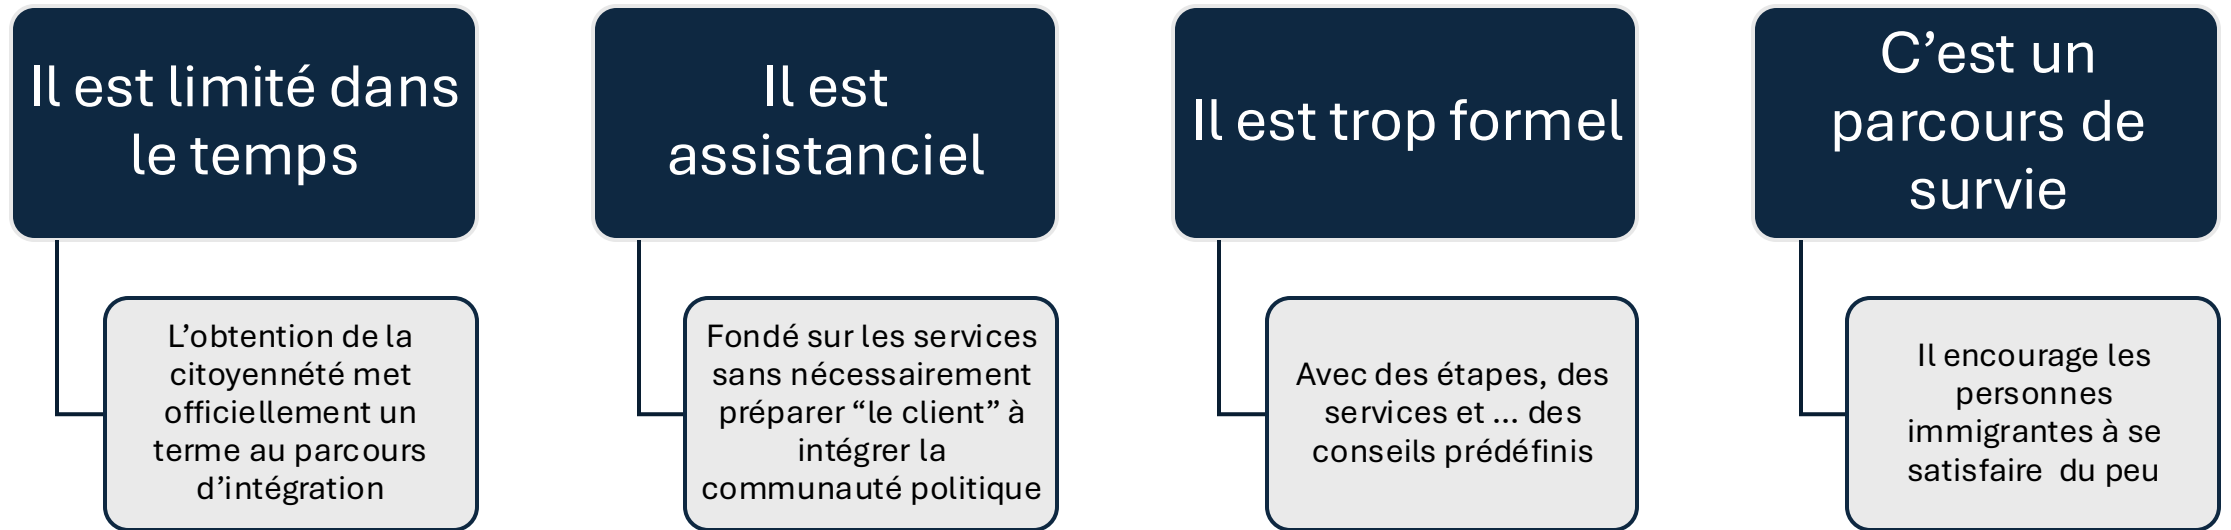 Il est limité dans
le temps
L’obtention de la
citoyennété met
officiellement un
terme au parcours
d’intégration
Il est
assistanciel
Fondé sur les services
sans nécessairement
préparer “le client” à
intégrer la
communauté politique
Il est trop formel
Avec des étapes, des
services et ... des
conseils prédéfinis
C’est un
parcours de
survie
Il encourage les
personnes
immigrantes à se
satisfaire du peu